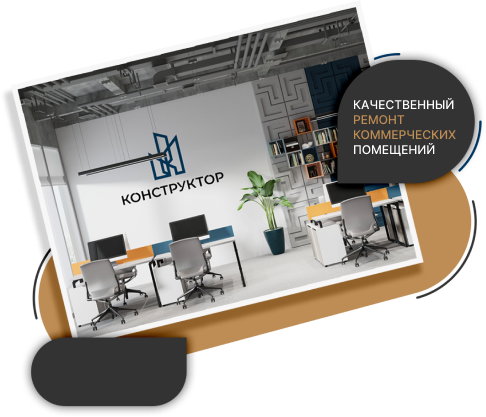 КАЧЕСТВЕННЫЙ
РЕМОНТ
КОММЕРЧЕСКИХ
ПОМЕЩЕНИЙ
КОНСТРУКТОР